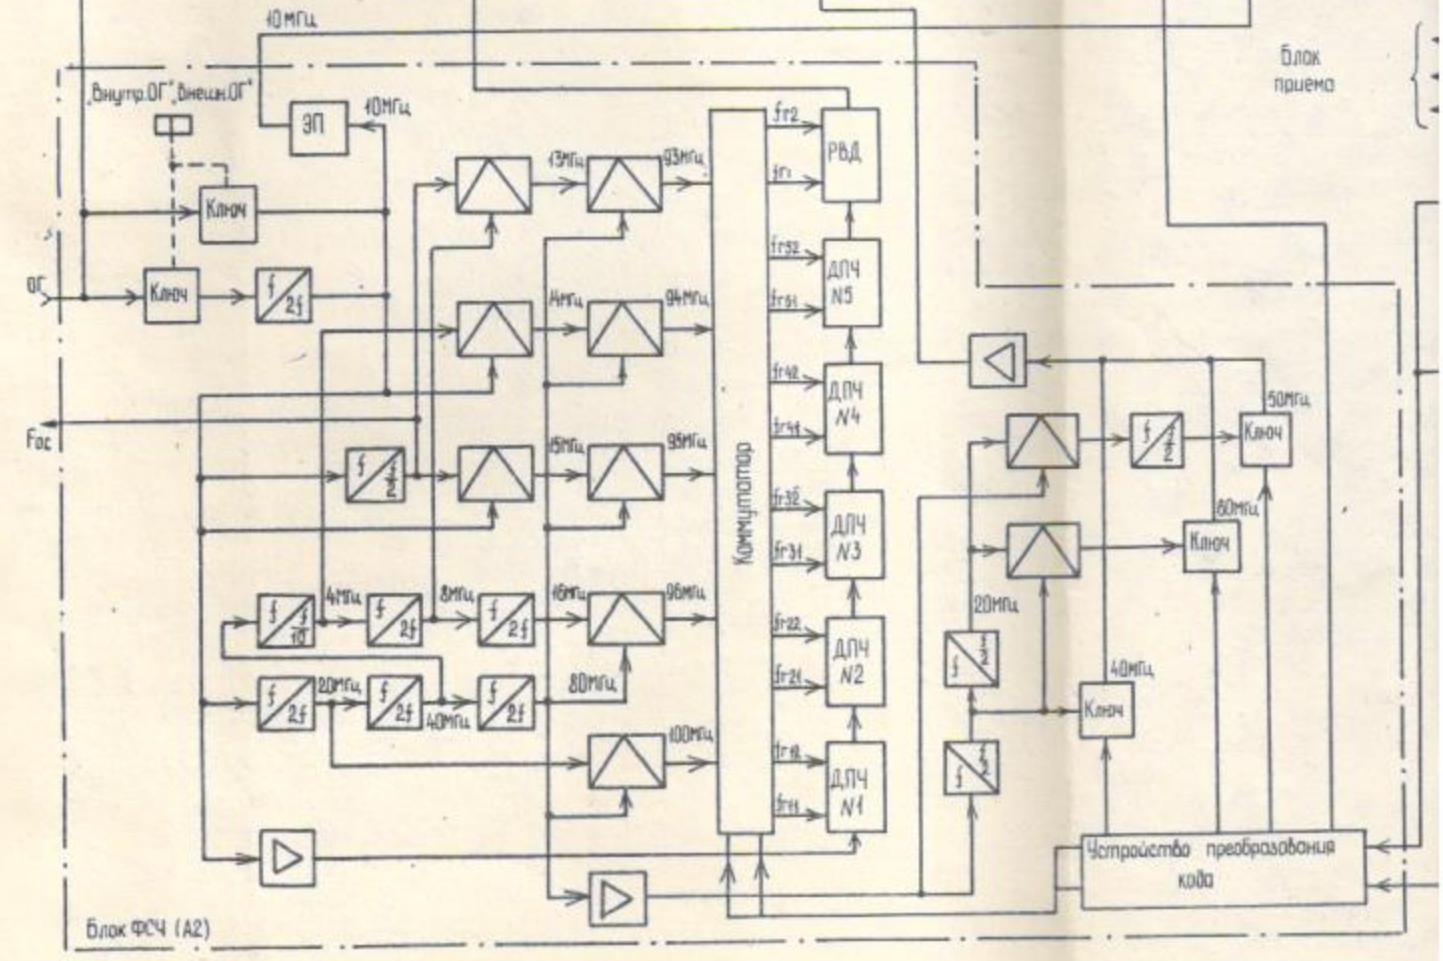 10МГц
Блок
приема
„Внутр.ОГ" „Внешн.ОГ"
10МГц
ЭП
fг2
РВД
13МГц
93МГц
fг1
Ключ
ОГ
Ключ
f
2f
14МГц
94МГц
fг52
ДПЧ
N5
fг51
50МГц
fг42
ДПЧ
N4
fг41
Fос
15МГц
95МГц
f
f
2
f
f
2
Ключ
Коммутатор
80МГц
Ключ
fг32
ДПЧ
N3
fг31
f
f
10
4МГц
f
2f
8МГц
f
2f
16МГц
96МГц
20МГц
f
f
2
fг22
ДПЧ
N2
fг21
f
2f
20МГц
f
2f
40МГц
f
2f
80МГц
40МГц
Ключ
100МГц
fг12
ДПЧ
N1
fг11
f
f
2
Устройство преобразования
кода
Блок ФСЧ (А2)